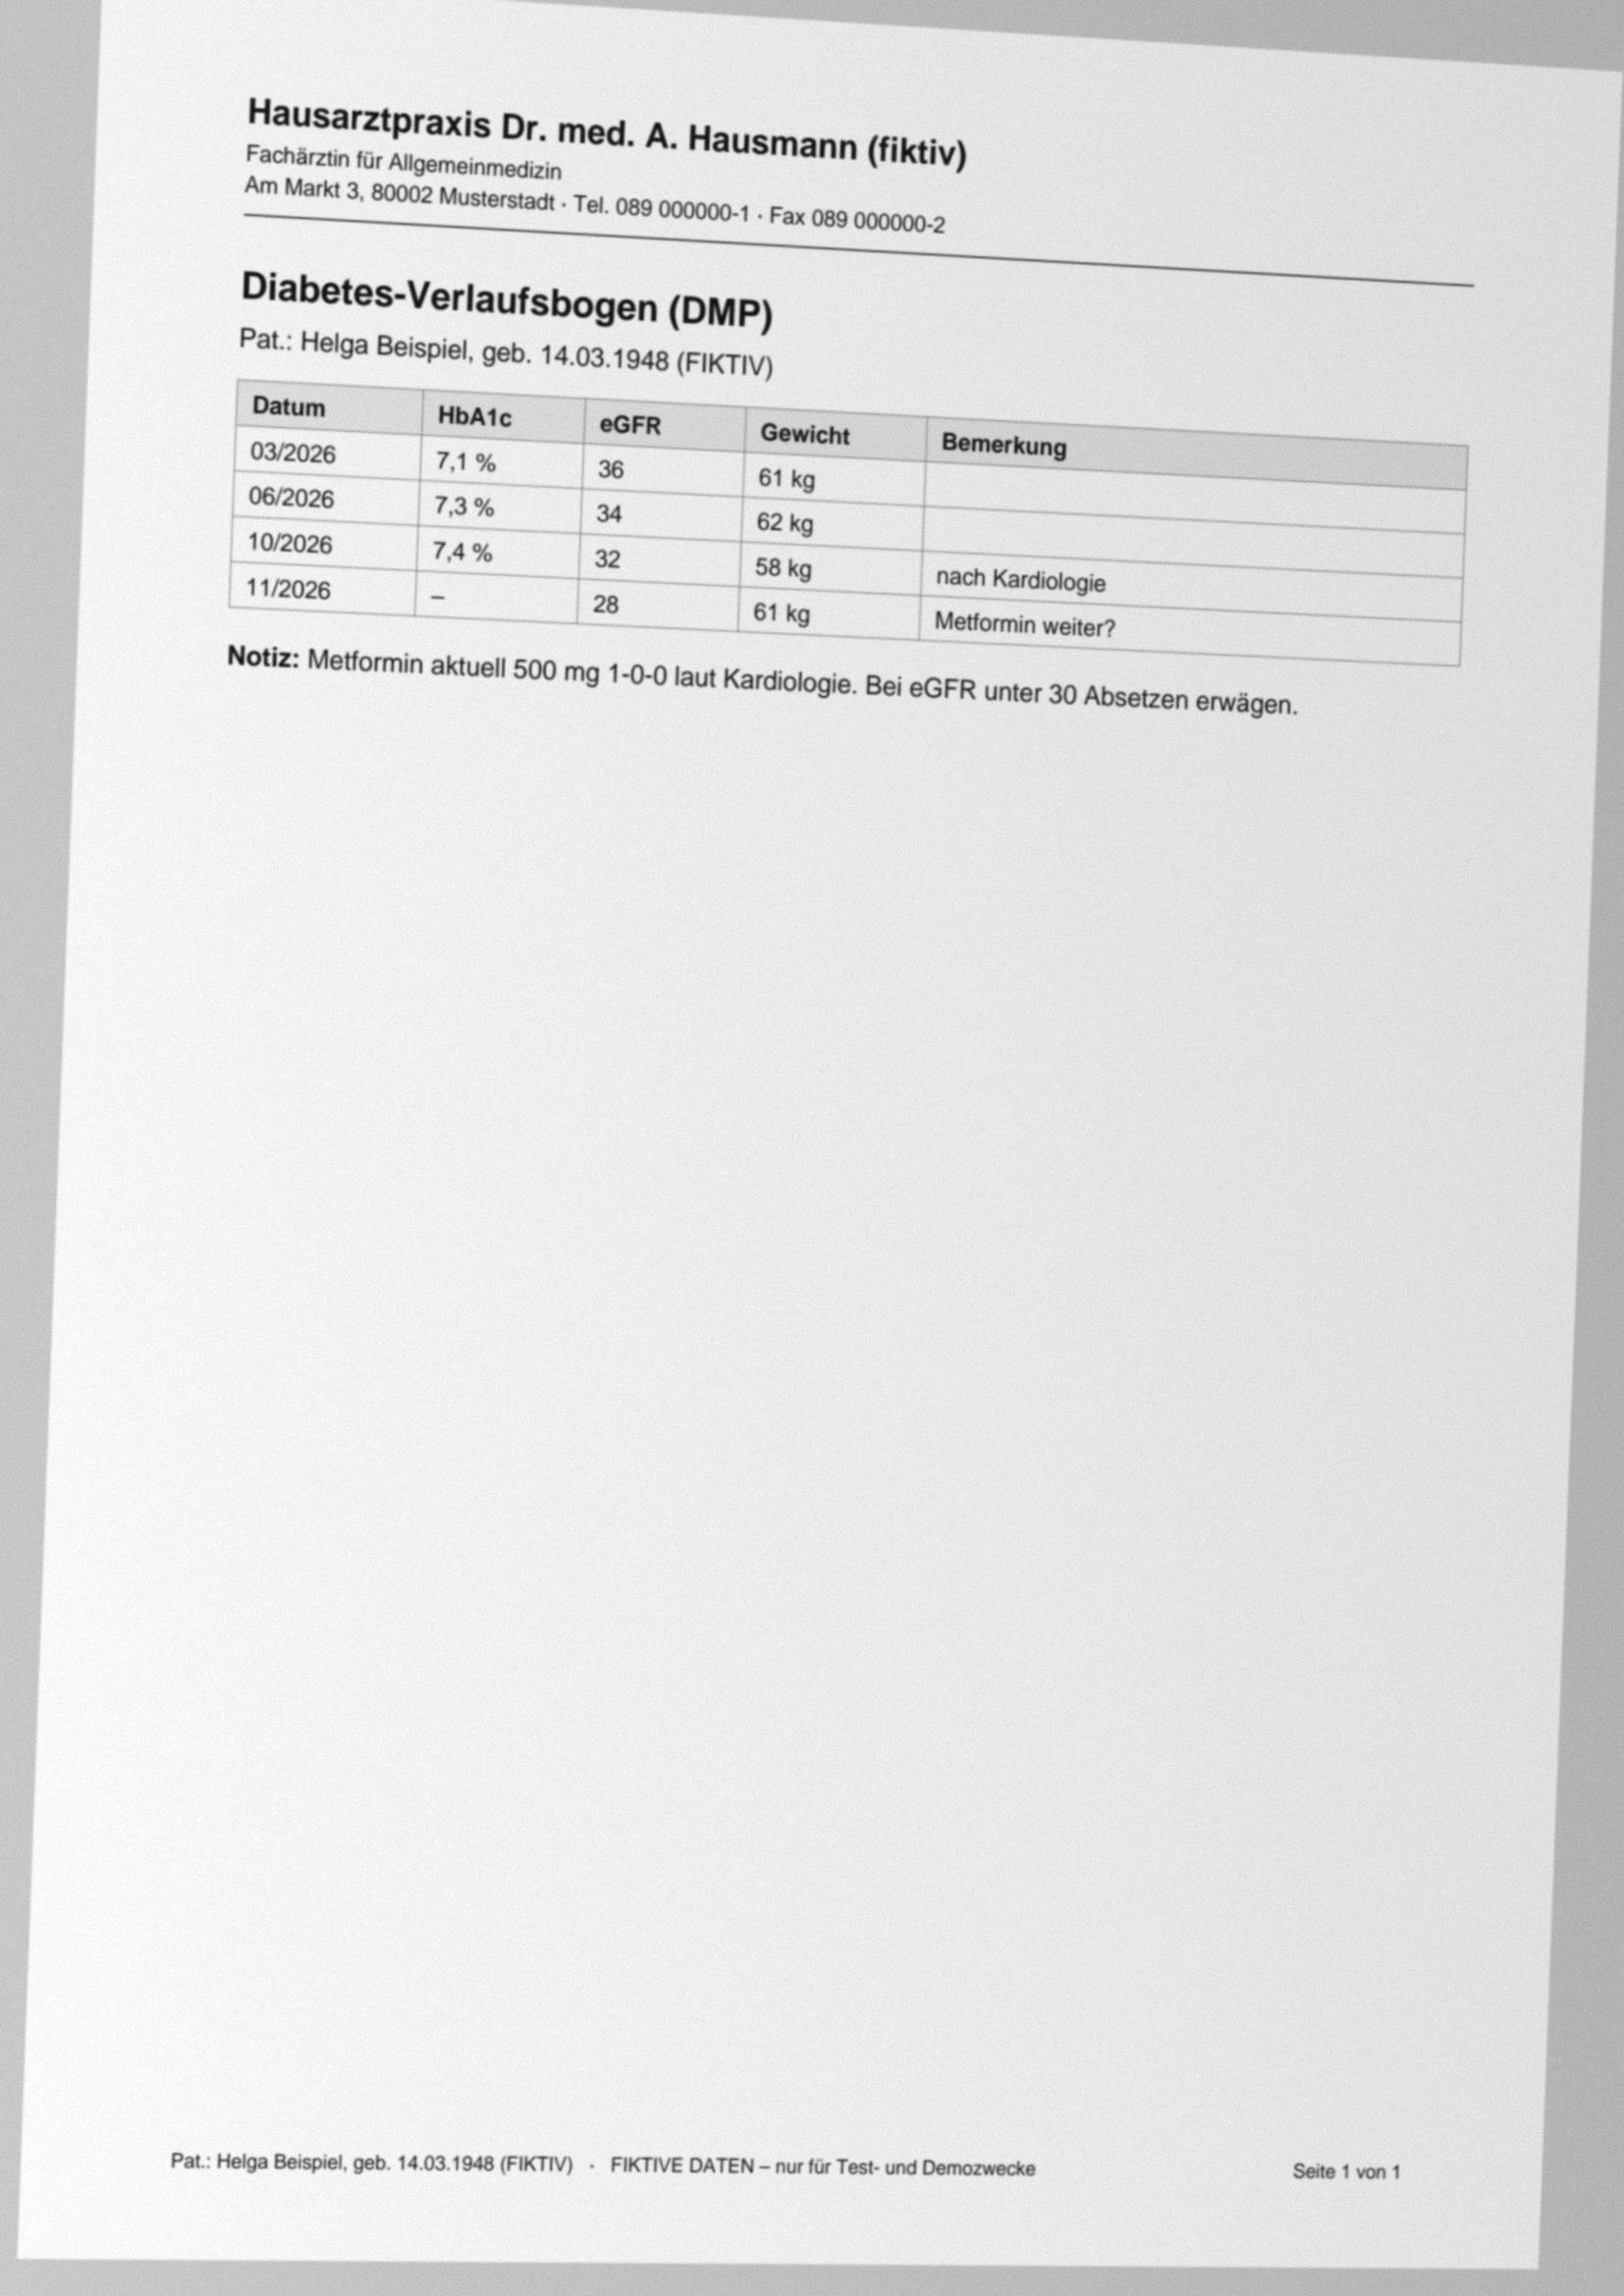 Hausarztpraxis Dr. med. A. Hausmann (fiktiv)
Fachärztin für Allgemeinmedizin
Am Markt 3, 80002 Musterstadt · Tel. 089 000000-1 · Fax 089 000000-2
Diabetes-Verlaufsbogen (DMP)
Pat.: Helga Beispiel, geb. 14.03.1948 (FIKTIV)
Datum HbA1c eGFR Gewicht Bemerkung
03/2026 7,1 % 36 61 kg
06/2026 7,3 % 34 62 kg
10/2026 7,4 % 32 58 kg nach Kardiologie
11/2026 – 28 61 kg Metformin weiter?
Notiz: Metformin aktuell 500 mg 1-0-0 laut Kardiologie. Bei eGFR unter 30 Absetzen erwägen.
Pat.: Helga Beispiel, geb. 14.03.1948 (FIKTIV) · FIKTIVE DATEN – nur für Test- und Demozwecke Seite 1 von 1